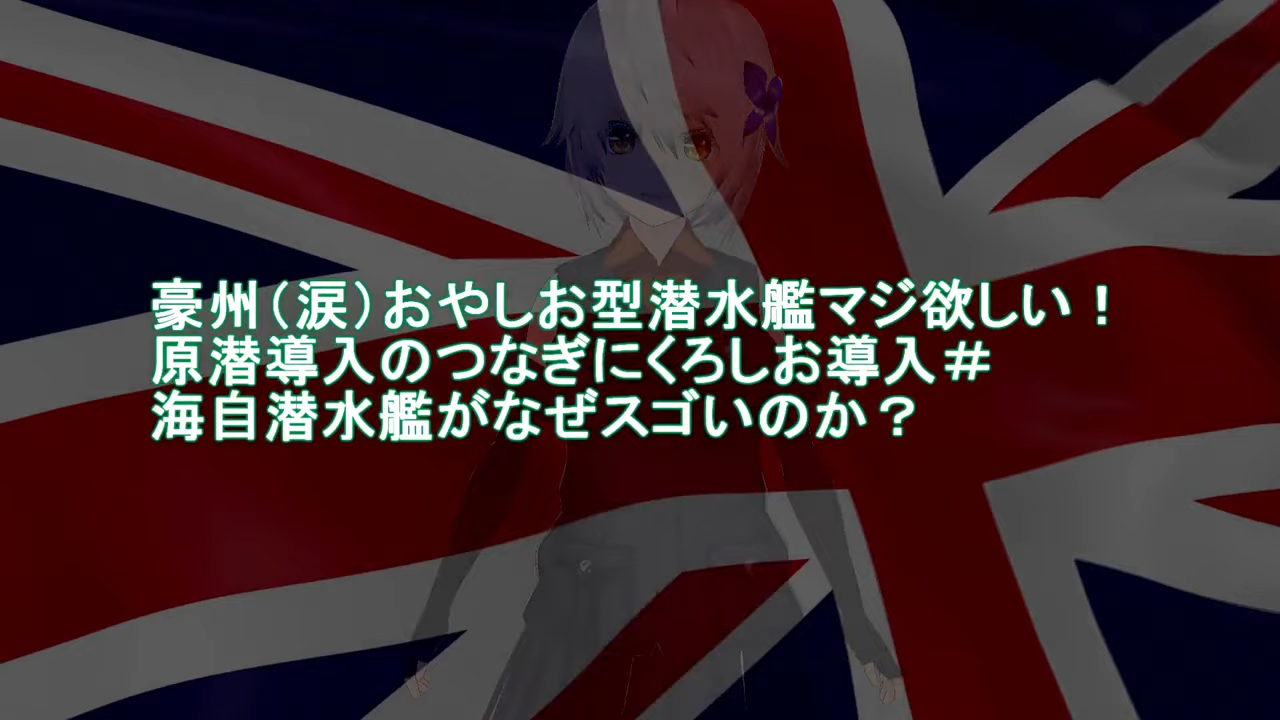 豪州（涙）おやしお型潜水艦マジ欲しい！
原潜導入のつなぎにくろしお導入＃
海自潜水艦がなぜスゴいのか？